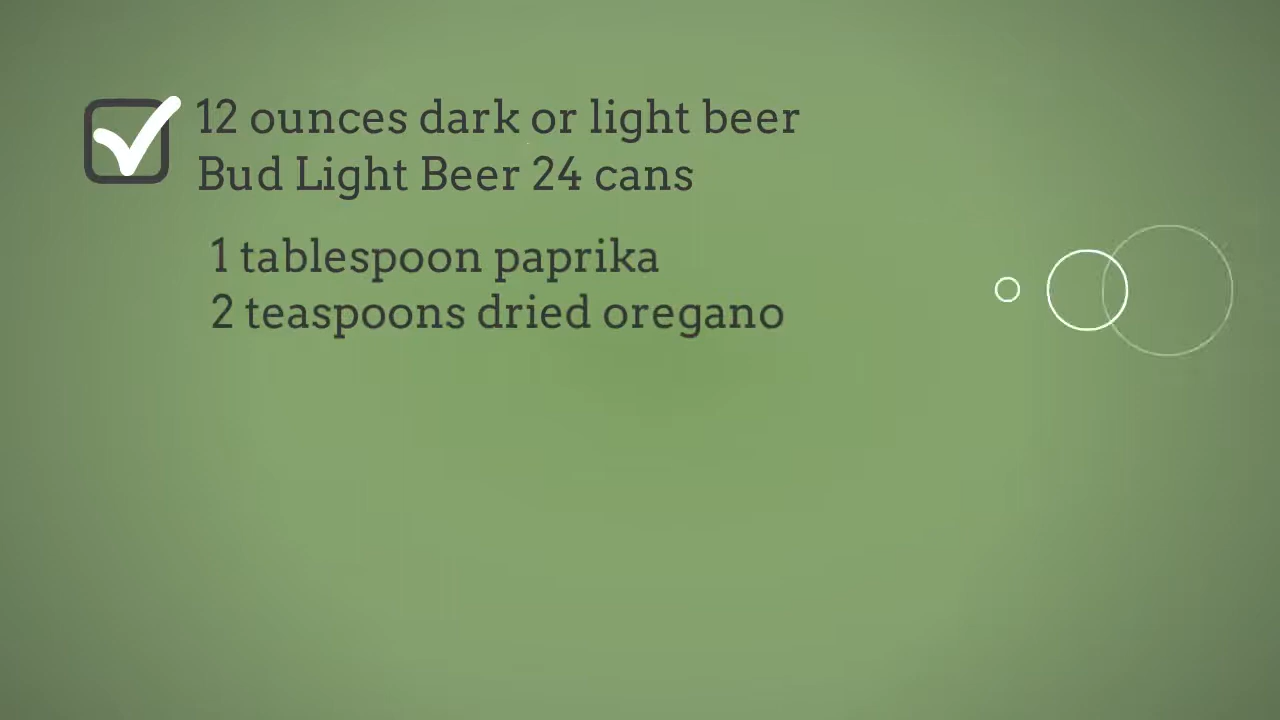 12 ounces dark or light beer
Bud Light Beer 24 cans
1 tablespoon paprika
2 teaspoons dried oregano